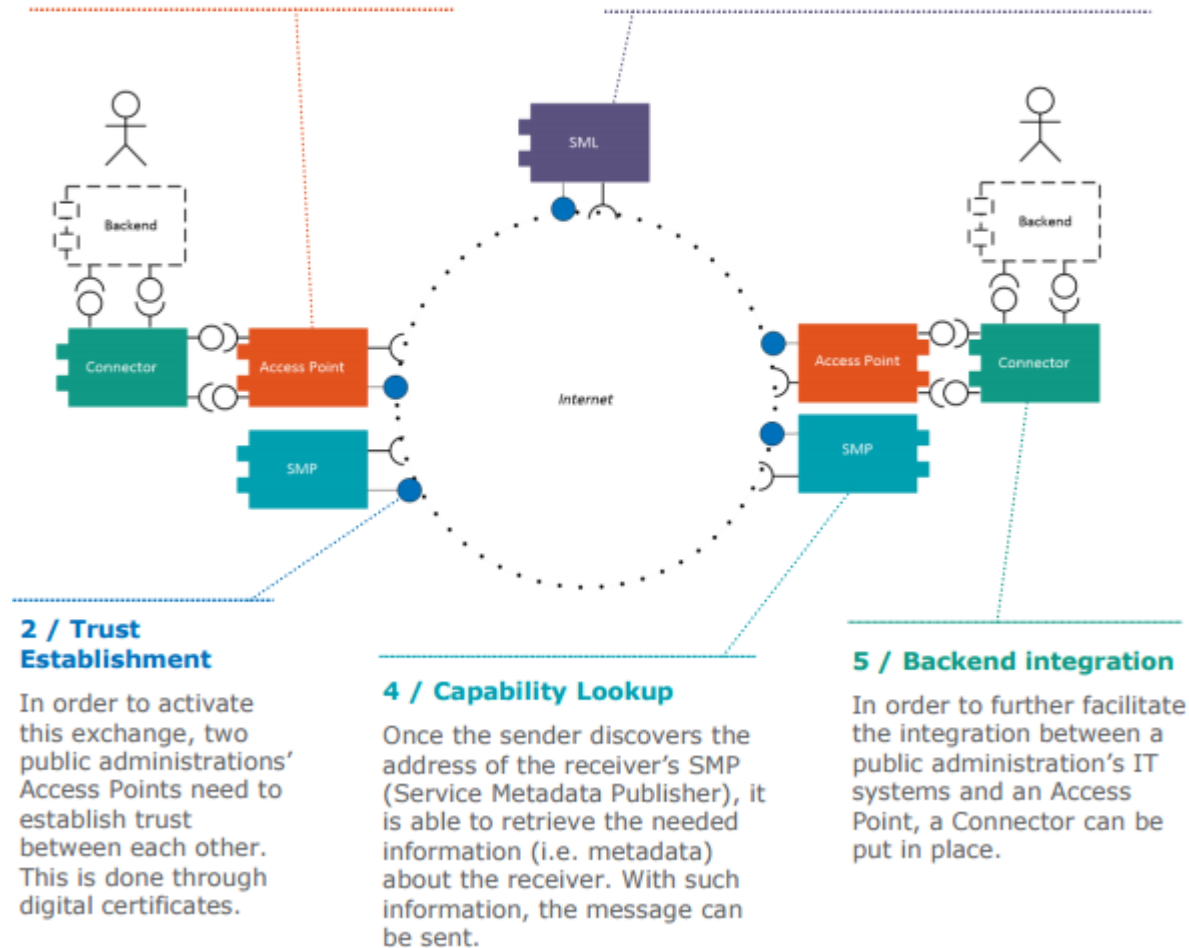 SML
Backend
Backend
Connector
Access Point
Internet
Access Point
Connector
SMP
SMP
2 / Trust
Establishment
In order to activate
this exchange, two
public administrations’
Access Points need to
establish trust
between each other.
This is done through
digital certificates.
4 / Capability Lookup
Once the sender discovers the
address of the receiver’s SMP
(Service Metadata Publisher), it
is able to retrieve the needed
information (i.e. metadata)
about the receiver. With such
information, the message can
be sent.
5 / Backend integration
In order to further facilitate
the integration between a
public administration’s IT
systems and an Access
Point, a Connector can be
put in place.